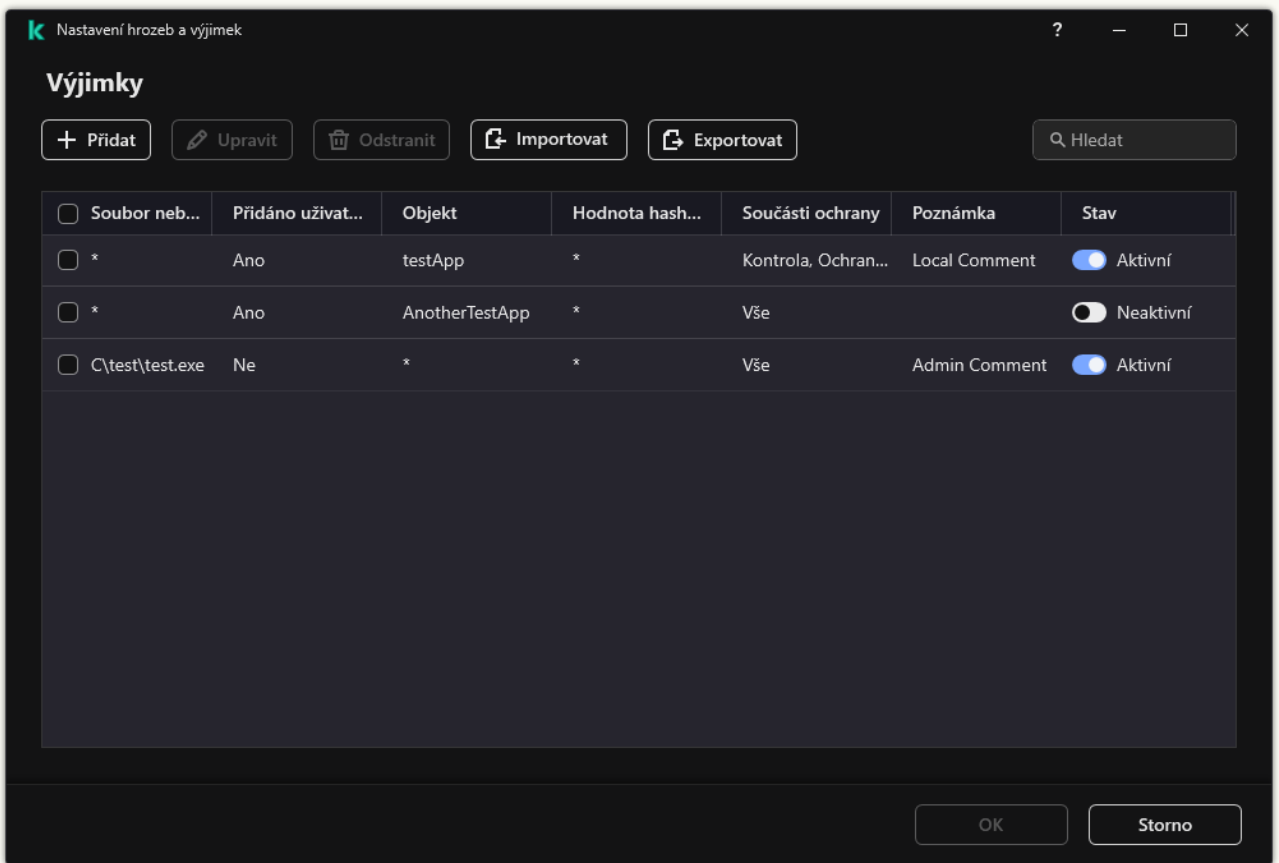 Nastavení hrozeb a výjimek ?
Výjimky
Přidat Upravit Odstranit Importovat Exportovat Hledat
Soubor neb... Přidáno uživat... Objekt Hodnota hash... Součásti ochrany Poznámka Stav
* Ano testApp * Kontrola, Ochran... Local Comment Aktivní
* Ano AnotherTestApp * Vše Neaktivní
C\test\test.exe Ne * * Vše Admin Comment Aktivní
OK Storno